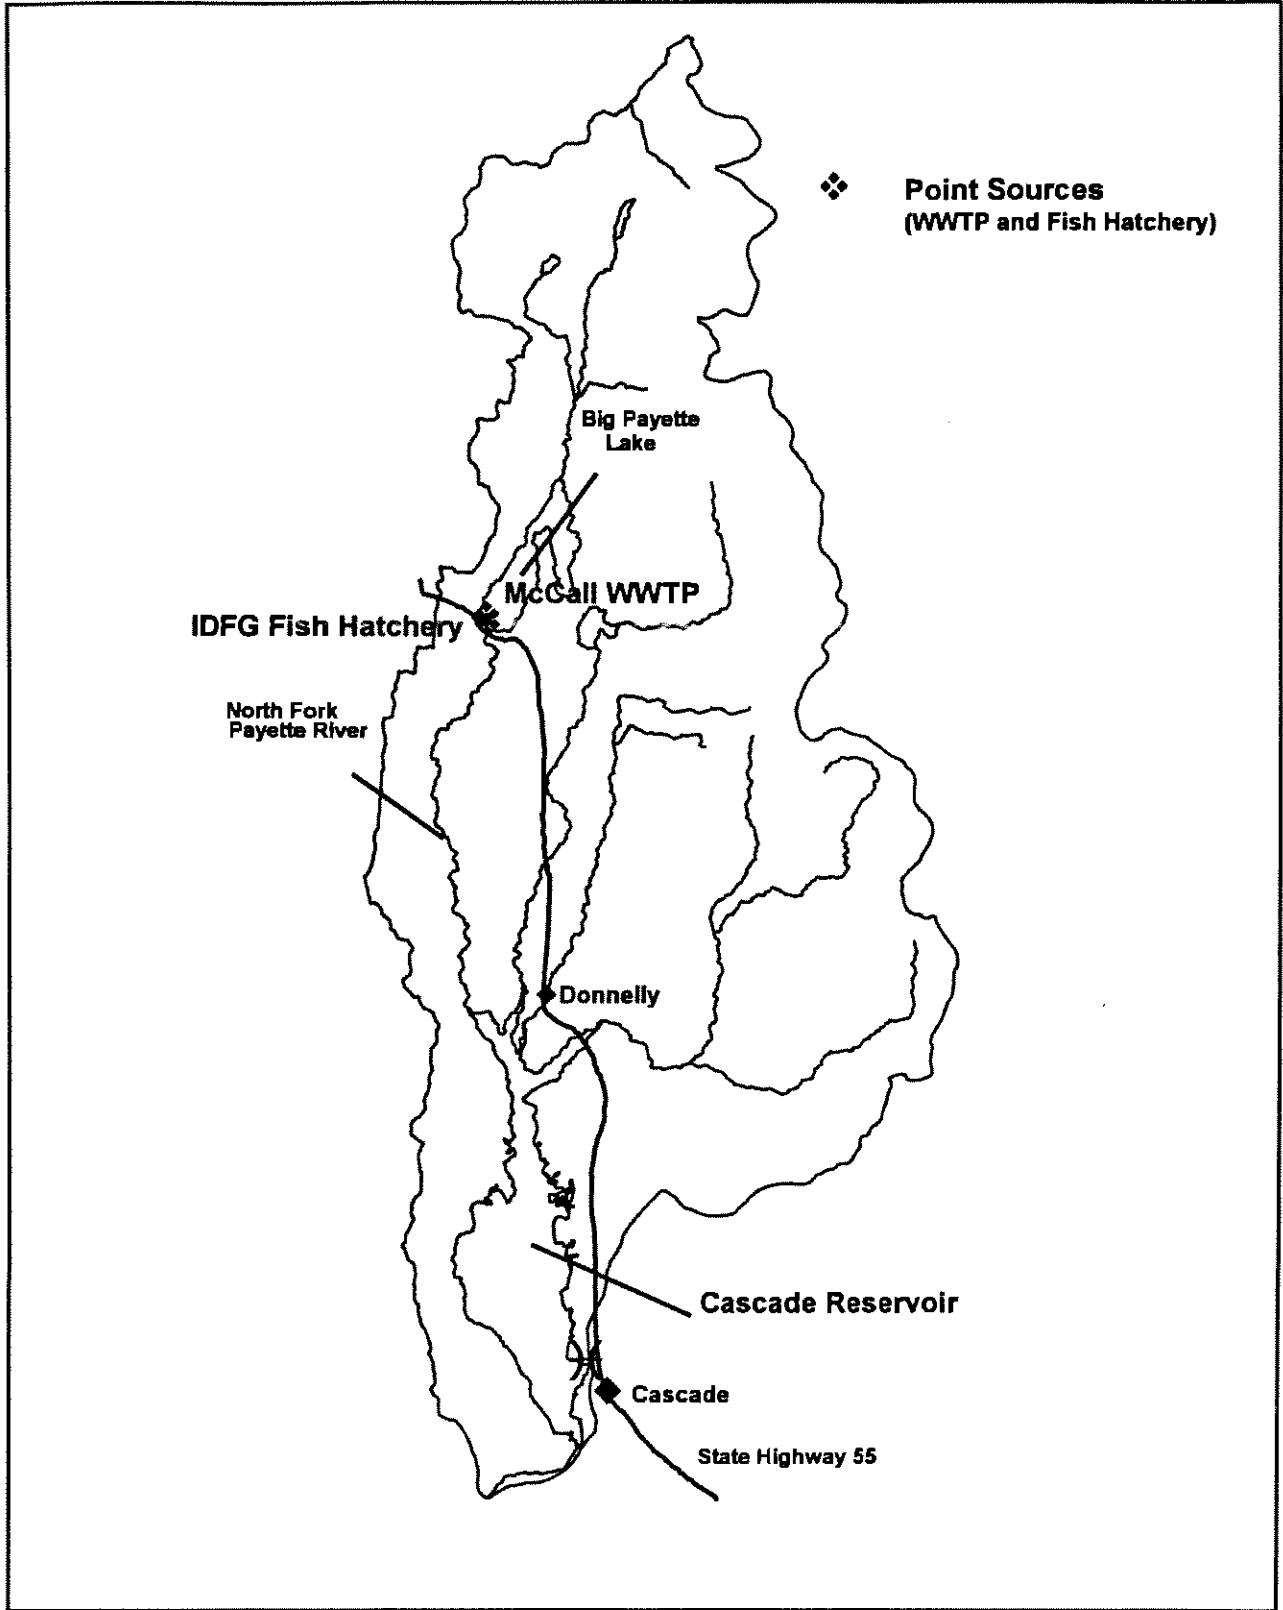 Point Sources
(WWTP and Fish Hatchery)
Big Payette
Lake
McCall WWTP
IDFG Fish Hatchery
North Fork
Payette River
Donnelly
Cascade Reservoir
Cascade
State Highway 55